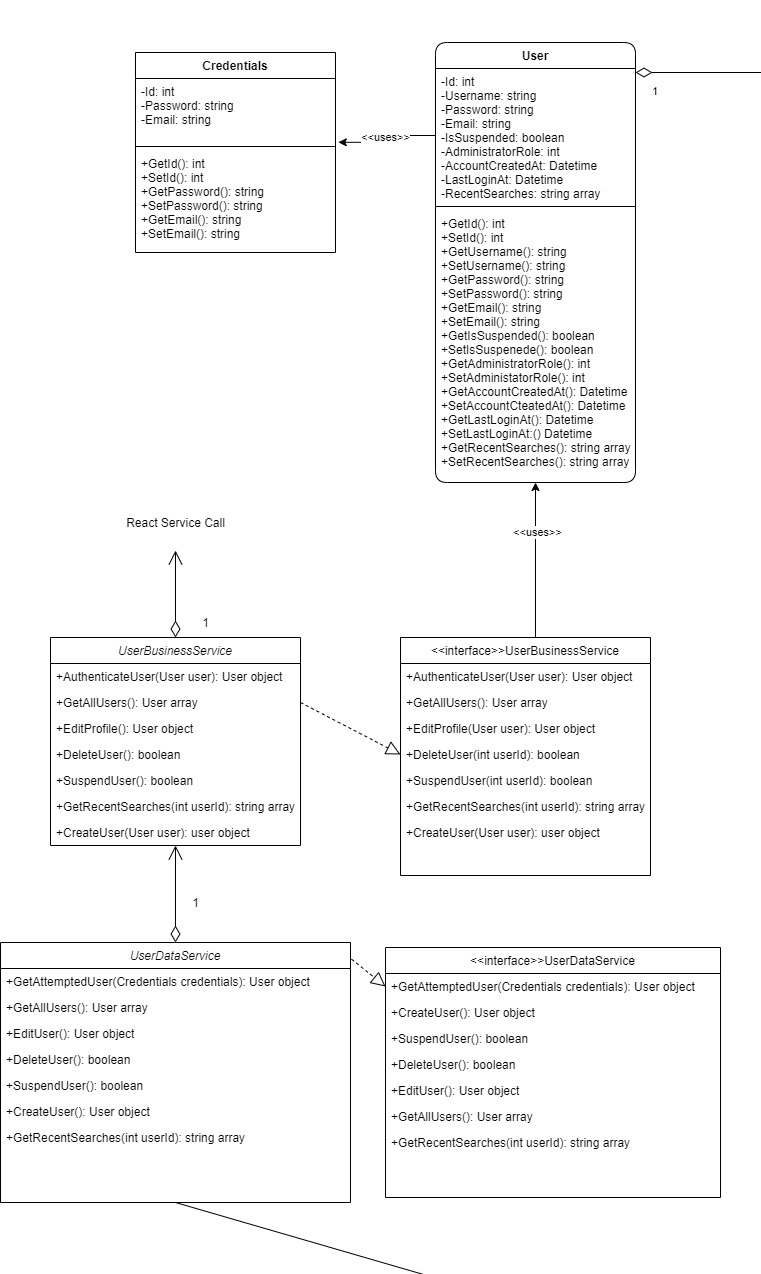 Credentials
-Id: int
-Password: string
-Email: string
+GetId(): int
+SetId(): int
+GetPassword(): string
+SetPassword(): string
+GetEmail(): string
+SetEmail(): string
<<uses>>
User
-Id: int
-Username: string
-Password: string
-Email: string
-IsSuspended: boolean
-AdministratorRole: int
-AccountCreatedAt: Datetime
-LastLoginAt: Datetime
-RecentSearches: string array
+GetId(): int
+SetId(): int
+GetUsername(): string
+SetUsername(): string
+GetPassword(): string
+SetPassword(): string
+GetEmail(): string
+SetEmail(): string
+GetIsSuspended(): boolean
+SetIsSuspenede(): boolean
+GetAdministratorRole(): int
+SetAdministatorRole(): int
+GetAccountCreatedAt(): Datetime
+SetAccountCteatedAt(): Datetime
+GetLastLoginAt(): Datetime
+SetLastLoginAt:() Datetime
+GetRecentSearches(): string array
+SetRecentSearches(): string array
1
<<uses>>
React Service Call
1
UserBusinessService
+AuthenticateUser(User user): User object
+GetAllUsers(): User array
+EditProfile(): User object
+DeleteUser(): boolean
+SuspendUser(): boolean
+GetRecentSearches(int userId): string array
+CreateUser(User user): user object
<<interface>>UserBusinessService
+AuthenticateUser(User user): User object
+GetAllUsers(): User array
+EditProfile(User user): User object
+DeleteUser(int userId): boolean
+SuspendUser(int userId): boolean
+GetRecentSearches(int userId): string array
+CreateUser(User user): user object
1
UserDataService
+GetAttemptedUser(Credentials credentials): User object
+GetAllUsers(): User array
+EditUser(): User object
+DeleteUser(): boolean
+SuspendUser(): boolean
+CreateUser(): User object
+GetRecentSearches(int userId): string array
<<interface>>UserDataService
+GetAttemptedUser(Credentials credentials): User object
+CreateUser(): User object
+SuspendUser(): boolean
+DeleteUser(): boolean
+EditUser(): User object
+GetAllUsers(): User array
+GetRecentSearches(int userId): string array